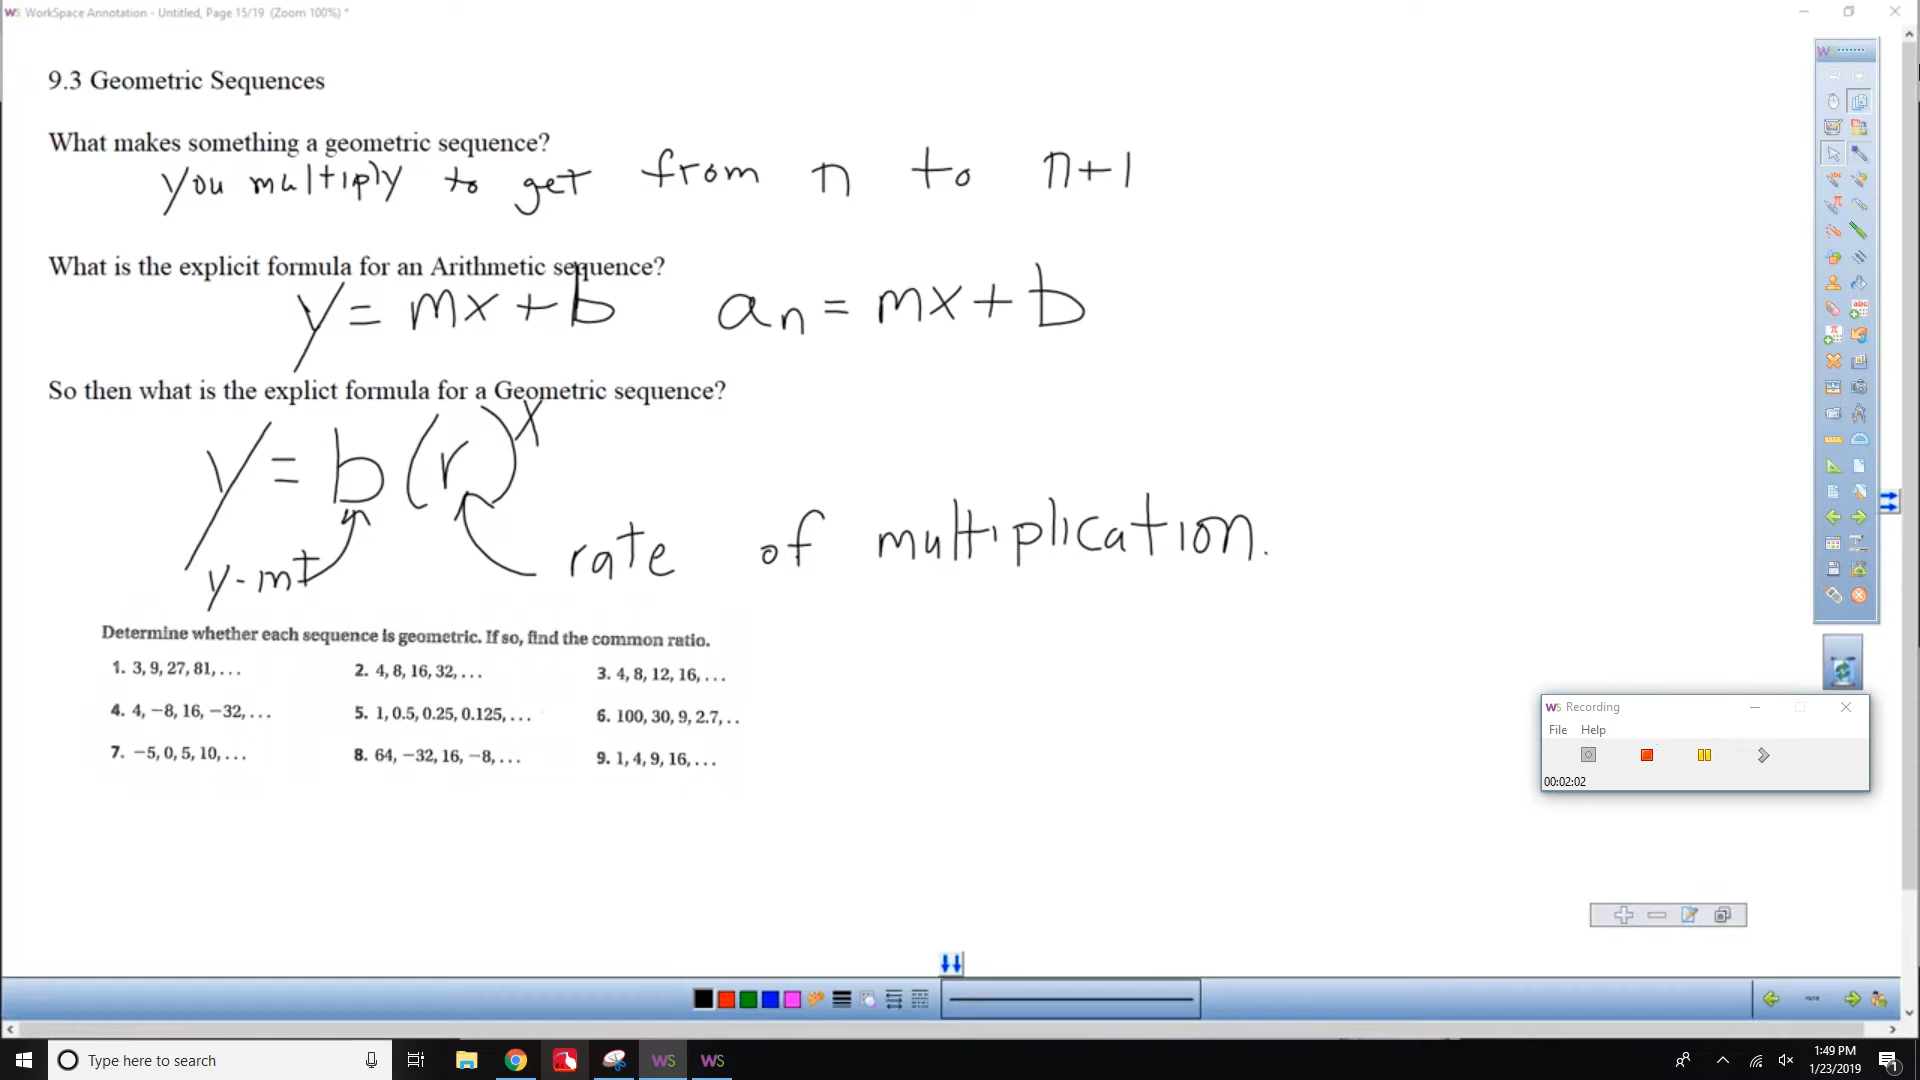 WS WorkSpace Annotation - Untitled, Page 15/19 (Zoom 100%) *
9.3 Geometric Sequences
What makes something a geometric sequence?
you multiply to get from n to n+1
What is the explicit formula for an Arithmetic sequence?
y = mx + b aₙ = mx + b
So then what is the explict formula for a Geometric sequence?
y = b(r)ˣ
y-int rate of multiplication.
Determine whether each sequence is geometric. If so, find the common ratio.
1. 3, 9, 27, 81, . . . 2. 4, 8, 16, 32, . . . 3. 4, 8, 12, 16, . . .
4. 4, −8, 16, −32, . . . 5. 1, 0.5, 0.25, 0.125, . . . 6. 100, 30, 9, 2.7, . .
7. −5, 0, 5, 10, . . . 8. 64, −32, 16, −8, . . . 9. 1, 4, 9, 16, . . .
WS Recording
File Help
00:02:02
Type here to search
WS WS
1:49 PM
1/23/2019
1